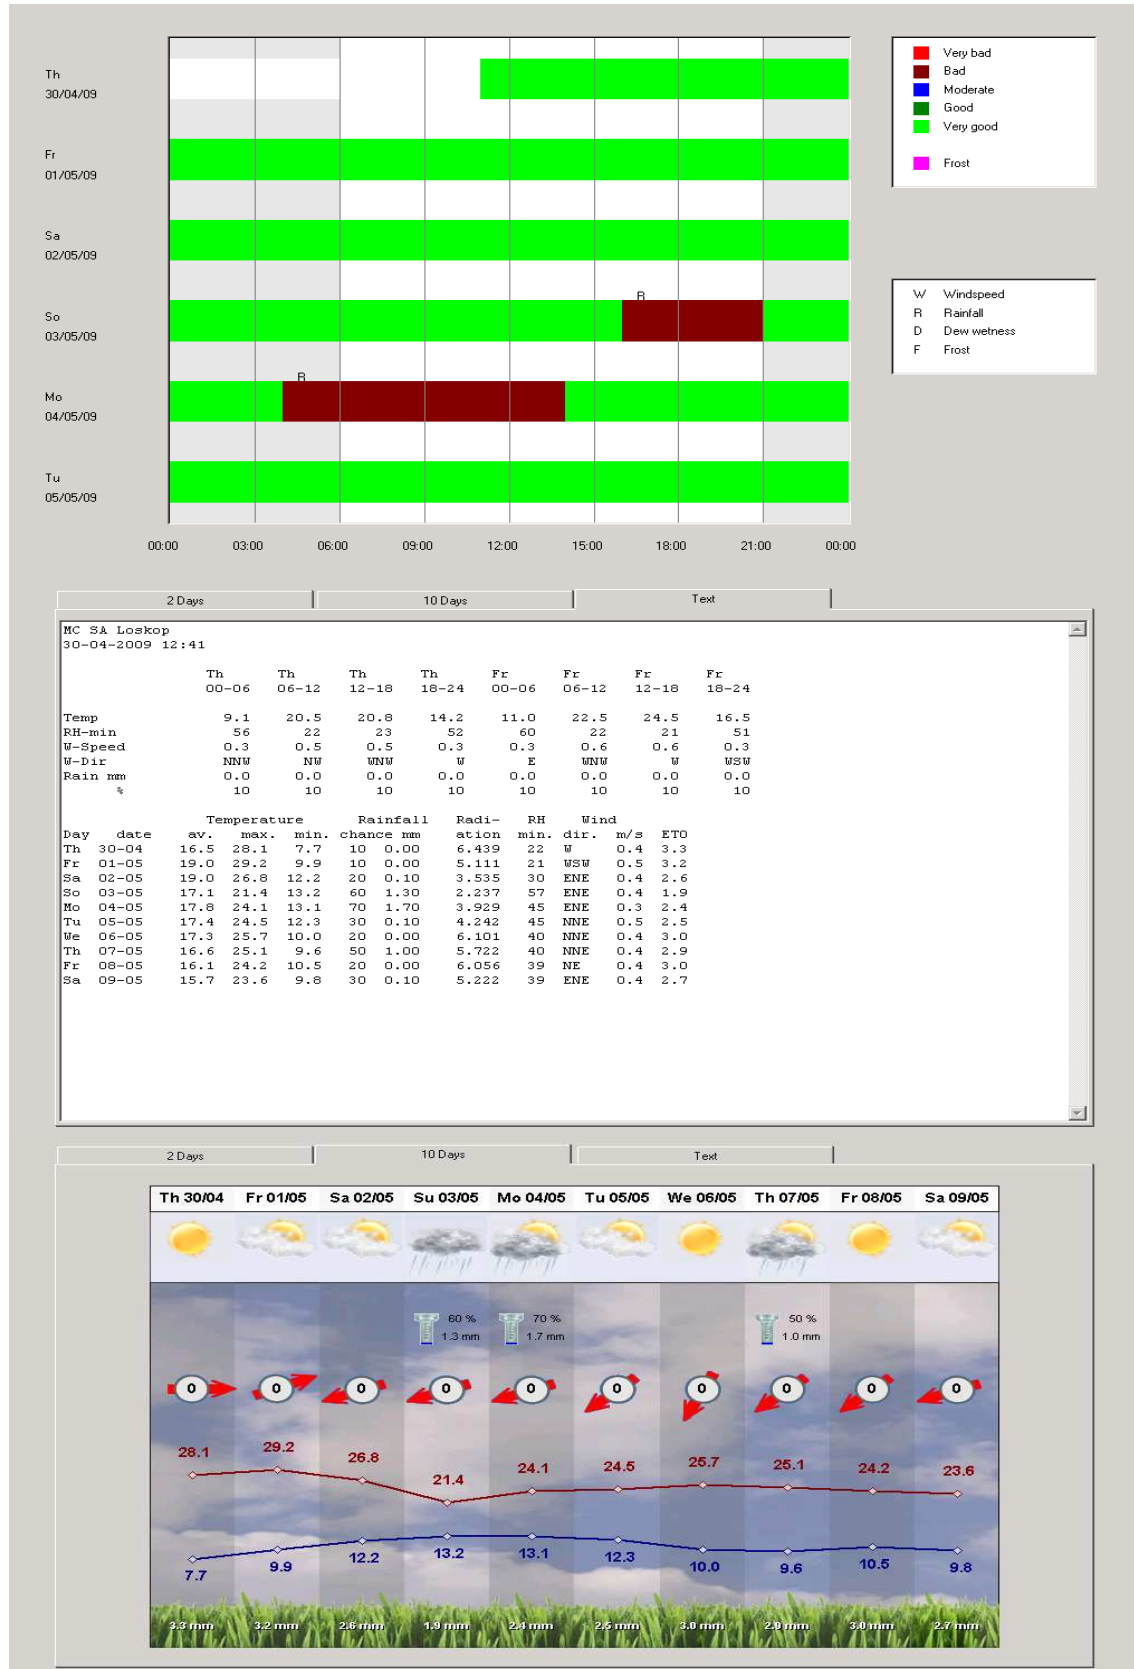 Th
30/04/09
Fr
01/05/09
Sa
02/05/09
So
03/05/09
R
Mo
04/05/09
R
Tu
05/05/09
00:00 03:00 06:00 09:00 12:00 15:00 18:00 21:00 00:00
Very bad
Bad
Moderate
Good
Very good
Frost
W Windspeed
R Rainfall
D Dew wetness
F Frost
2 Days 10 Days Text
MC SA Loskop
30-04-2009 12:41
Th Th Th Th Fr Fr Fr Fr
00-06 06-12 12-18 18-24 00-06 06-12 12-18 18-24
Temp 9.1 20.5 20.8 14.2 11.0 22.5 24.5 16.5
RH-min 56 22 23 52 60 22 21 51
W-Speed 0.3 0.5 0.5 0.3 0.3 0.6 0.6 0.3
W-Dir NNW NW WNW W E WNW W WSW
Rain mm 0.0 0.0 0.0 0.0 0.0 0.0 0.0 0.0
% 10 10 10 10 10 10 10 10
Temperature Rainfall Radi- RH Wind
Day date av. max. min. chance mm ation min. dir. m/s ETO
Th 30-04 16.5 28.1 7.7 10 0.00 6.439 22 W 0.4 3.3
Fr 01-05 19.0 29.2 9.9 10 0.00 5.111 21 WSW 0.5 3.2
Sa 02-05 19.0 26.8 12.2 20 0.10 3.535 30 ENE 0.4 2.6
So 03-05 17.1 21.4 13.2 60 1.30 2.237 57 ENE 0.4 1.9
Mo 04-05 17.8 24.1 13.1 70 1.70 3.929 45 ENE 0.3 2.4
Tu 05-05 17.4 24.5 12.3 30 0.10 4.242 45 NNE 0.5 2.5
We 06-05 17.3 25.7 10.0 20 0.00 6.101 40 NNE 0.4 3.0
Th 07-05 16.6 25.1 9.6 50 1.00 5.722 40 NNE 0.4 2.9
Fr 08-05 16.1 24.2 10.5 20 0.00 6.056 39 NE 0.4 3.0
Sa 09-05 15.7 23.6 9.8 30 0.10 5.222 39 ENE 0.4 2.7
2 Days 10 Days Text
Th 30/04 Fr 01/05 Sa 02/05 Su 03/05 Mo 04/05 Tu 05/05 We 06/05 Th 07/05 Fr 08/05 Sa 09/05
60 % 70 % 50 %
1.3 mm 1.7 mm 1.0 mm
0 0 0 0 0 0 0 0 0 0
28.1 29.2 26.8 21.4 24.1 24.5 25.7 25.1 24.2 23.6
7.7 9.9 12.2 13.2 13.1 12.3 10.0 9.6 10.5 9.8
3.3 mm 3.2 mm 2.6 mm 1.9 mm 2.4 mm 2.5 mm 3.0 mm 2.9 mm 3.0 mm 2.7 mm